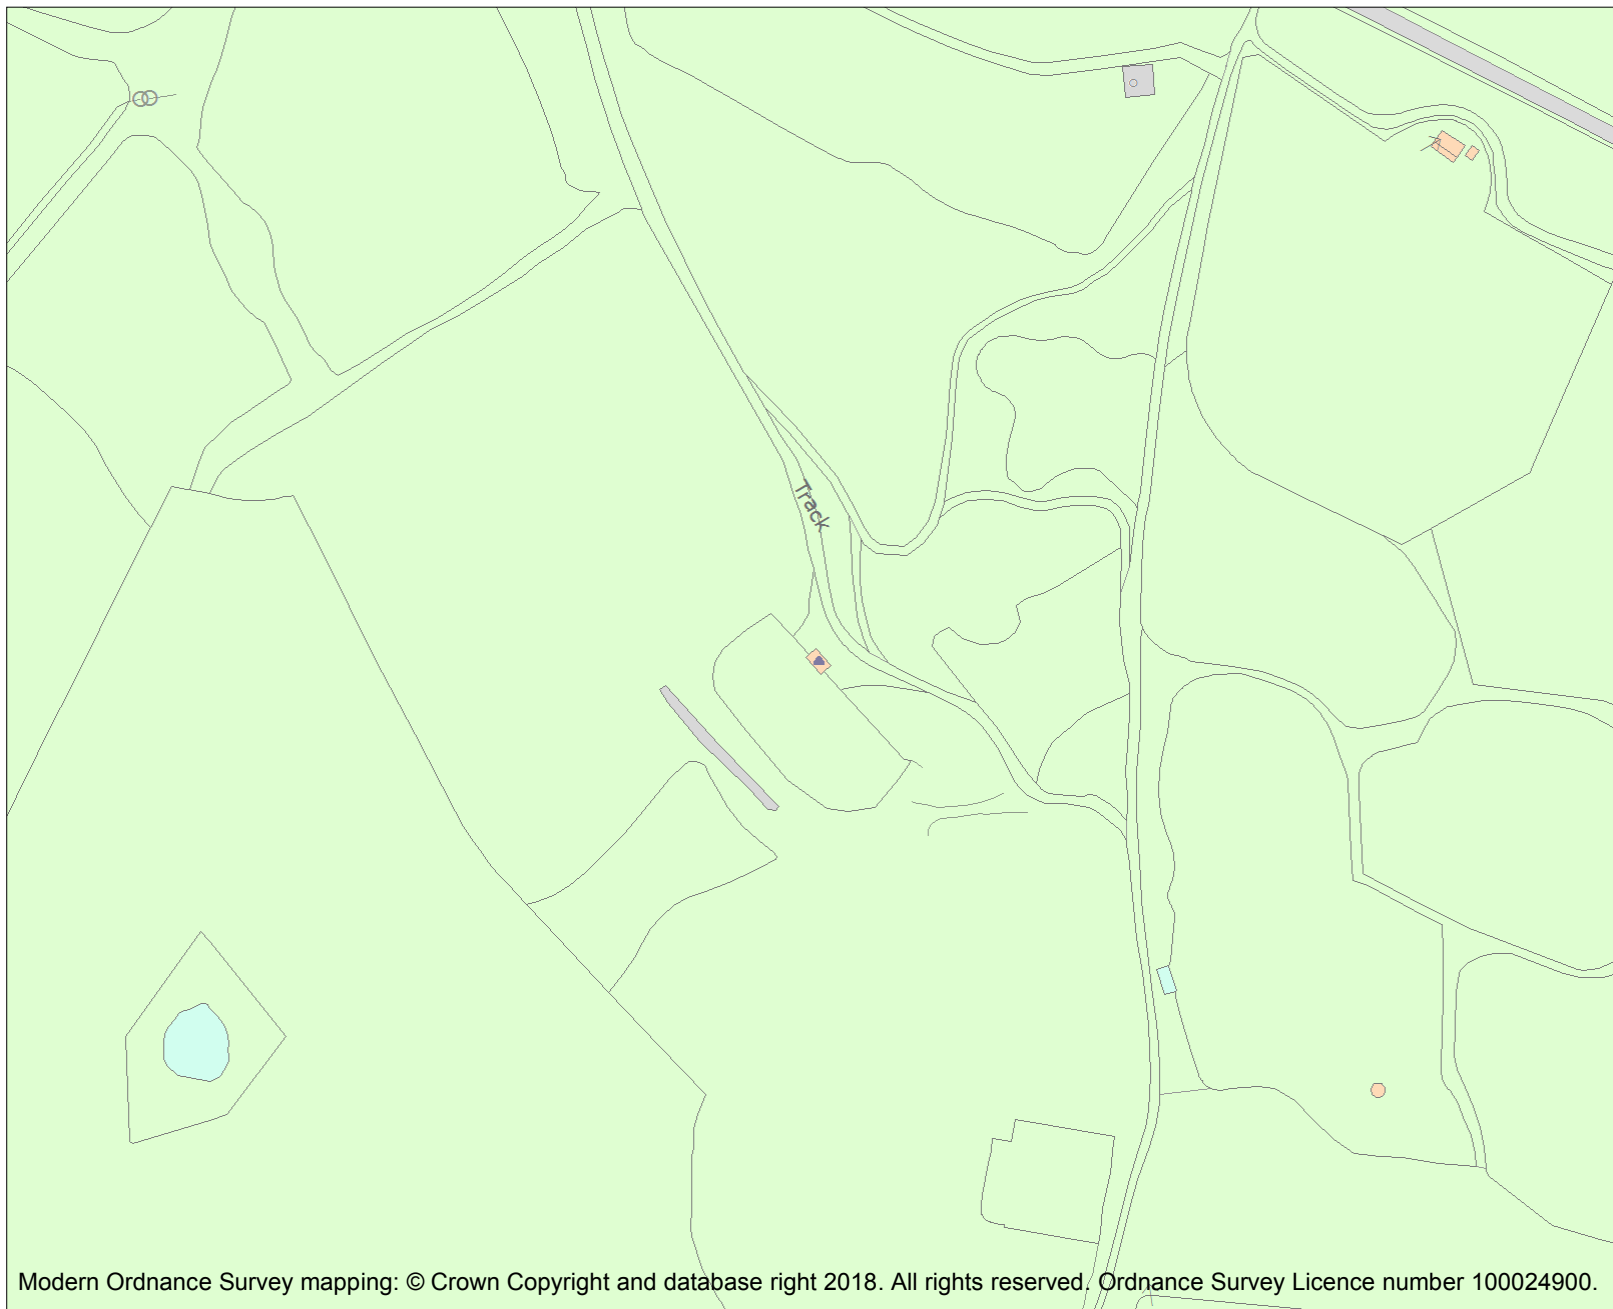 Track
Modern Ordnance Survey mapping: © Crown Copyright and database right 2018. All rights reserved. Ordnance Survey Licence number 100024900.